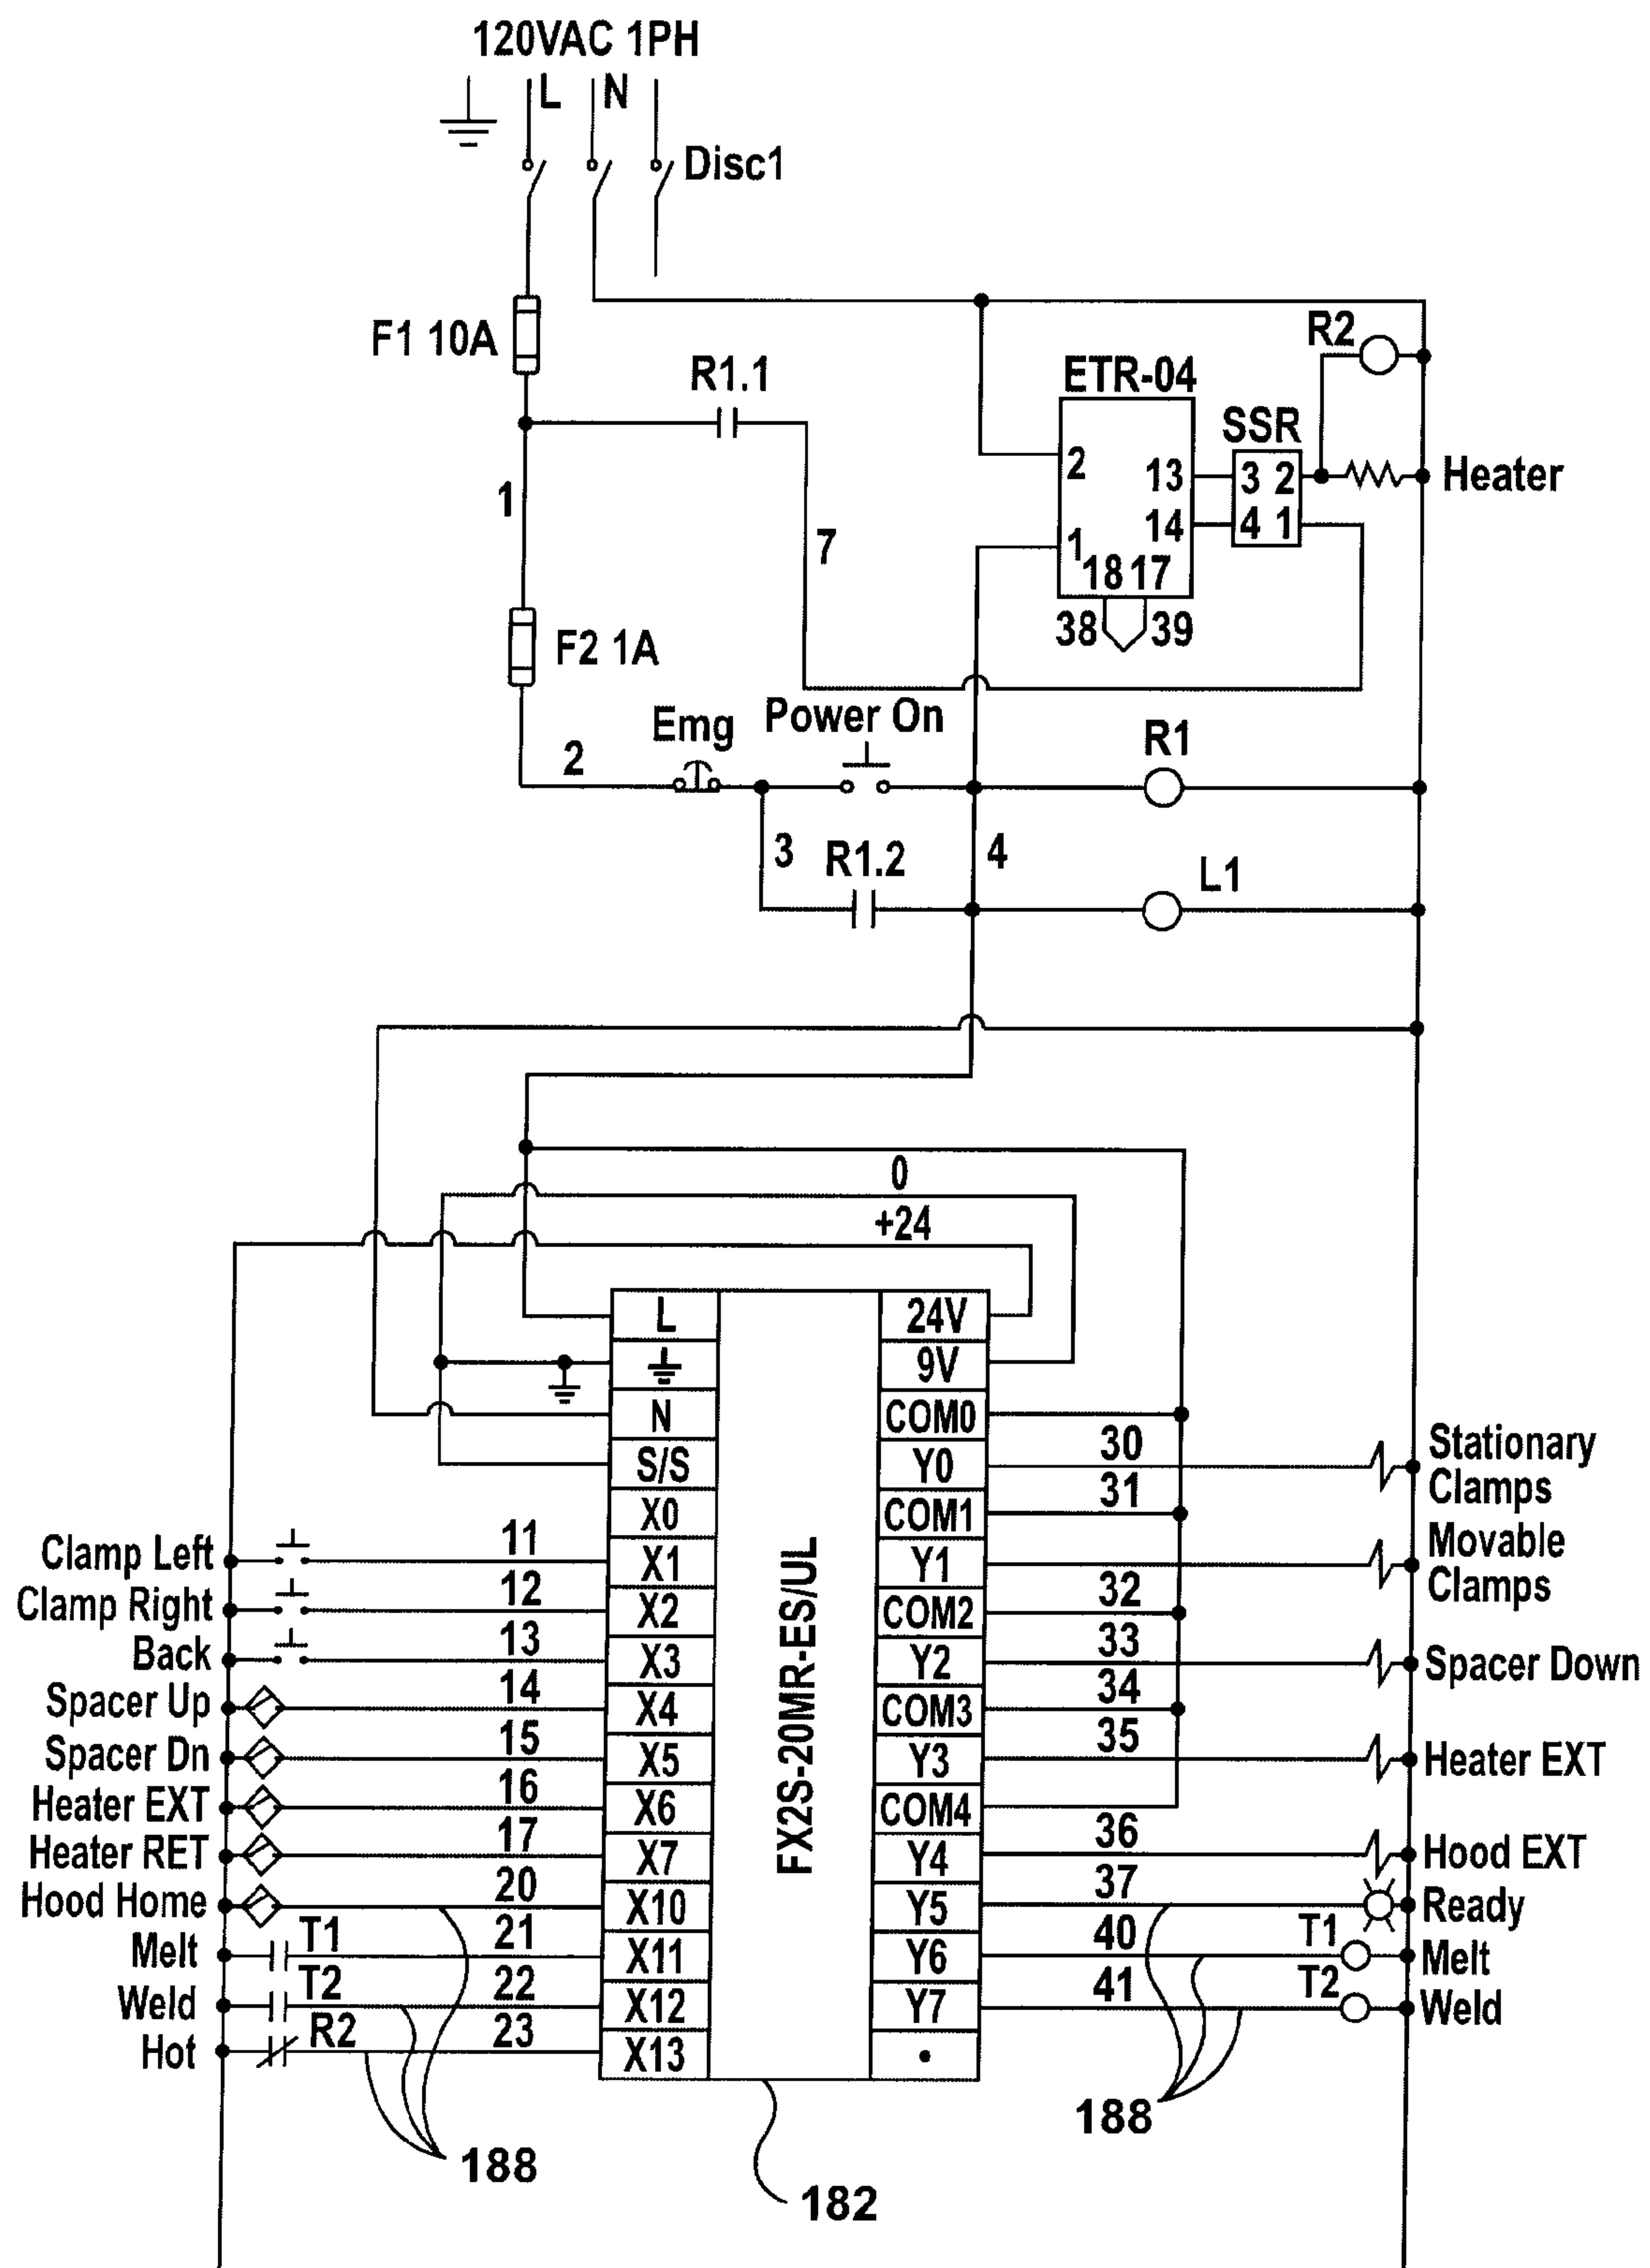 120VAC 1PH
L N
Disc1
F1 10A
R1.1
R2
ETR-04
SSR
2 13 3 2
Heater
14 4 1
1
18 17
38 39
1
7
F2 1A
Emg
Power On
R1
2
3
R1.2
4
L1
0
+24
L 24V
9V
N COM0
S/S 30 Y0
Stationary
Clamps
X0 COM1 31
Clamp Left 11 X1 Y1
Movable
Clamps
Clamp Right 12 X2 COM2 32
Back 13 X3 Y2 33 Spacer Down
Spacer Up 14 X4 COM3 34
Spacer Dn 15 X5 Y3 35 Heater EXT
Heater EXT 16 X6 COM4
Heater RET 17 X7 Y4 36 Hood EXT
Hood Home 20 X10 Y5 37 Ready
Melt T1 21 X11 Y6 40 T1 Melt
Weld T2 22 X12 Y7 41 T2 Weld
Hot R2 23 X13
FX2S-20MR-ES/UL
188
188
182